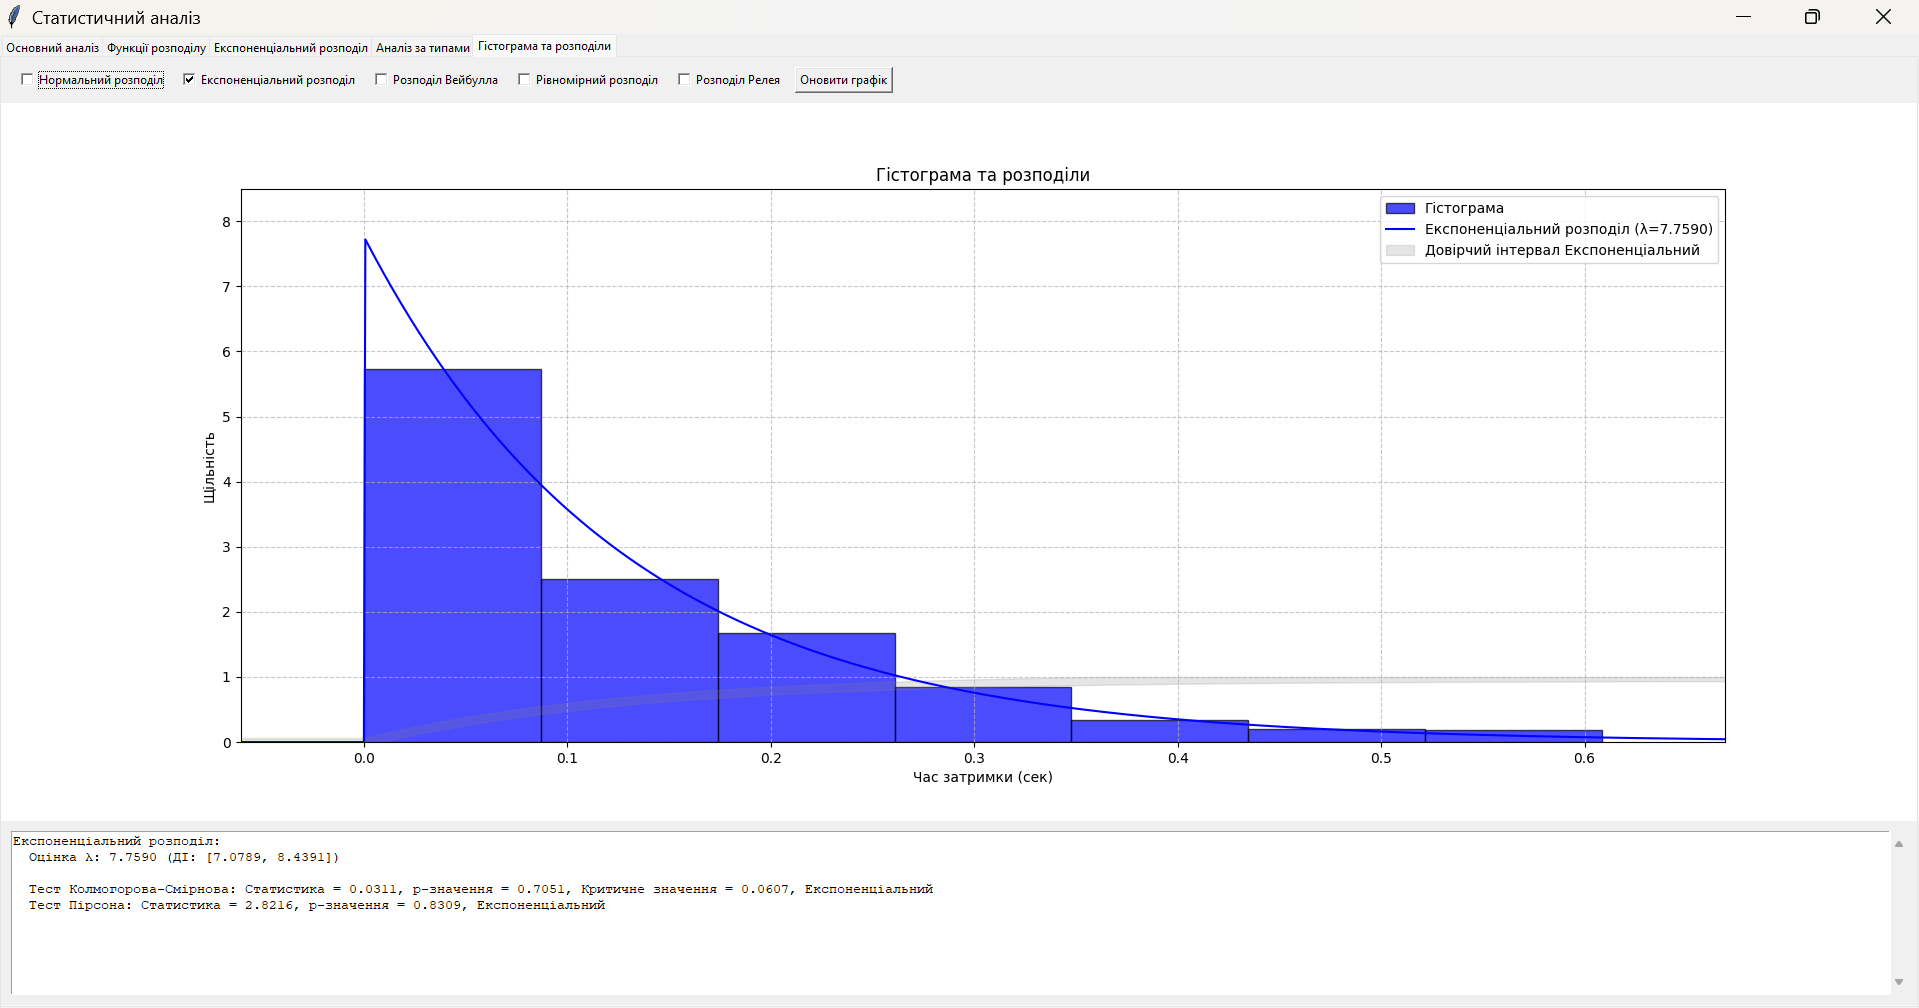 Статистичний аналіз
Основний аналіз Функції розподілу Експоненціальний розподіл Аналіз за типами Гістограма та розподіли
Нормальний розподіл Експоненціальний розподіл Розподіл Вейбулла Рівномірний розподіл Розподіл Релея Оновити графік
Гістограма та розподіли
Гістограма
Експоненціальний розподіл (λ=7.7590)
Довірчий інтервал Експоненціальний
8
7
6
5
4
3
2
1
0
Щільність
0.0 0.1 0.2 0.3 0.4 0.5 0.6
Час затримки (сек)
Експоненціальний розподіл:
Оцінка λ: 7.7590 (ДІ: [7.0789, 8.4391])
Тест Колмогорова-Смірнова: Статистика = 0.0311, p-значення = 0.7051, Критичне значення = 0.0607, Експоненціальний
Тест Пірсона: Статистика = 2.8216, p-значення = 0.8309, Експоненціальний